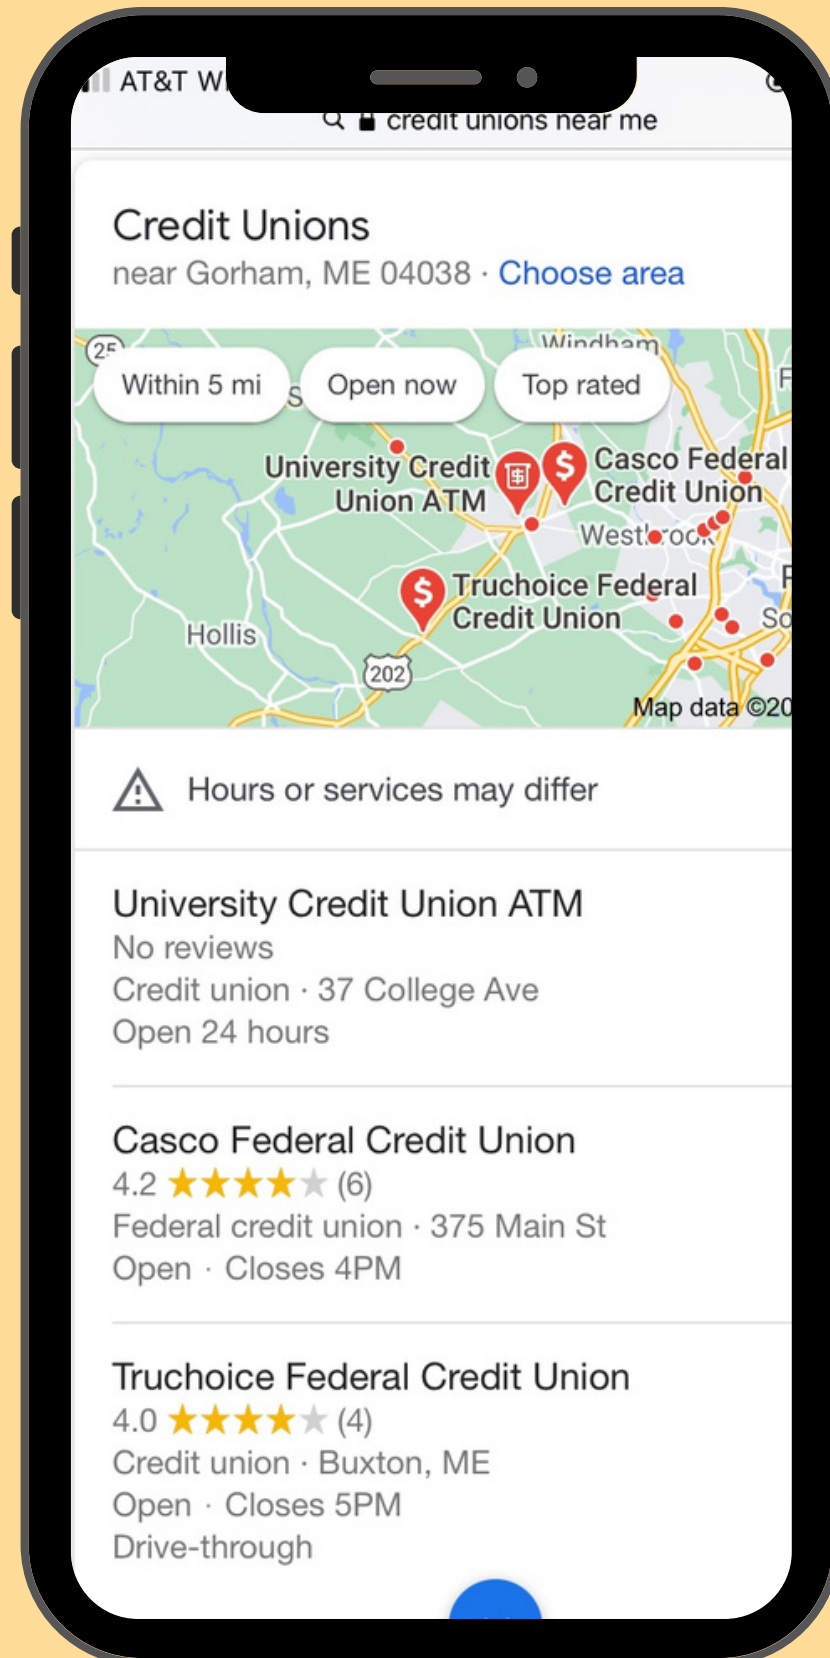 AT&T
credit unions near me
Credit Unions
near Gorham, ME 04038 · Choose area
25
Windham
Within 5 mi
Open now
Top rated
University Credit
Union ATM
Casco Federal
Credit Union
Westbrook
Truchoice Federal
Credit Union
Hollis
202
Map data ©20
Hours or services may differ
University Credit Union ATM
No reviews
Credit union · 37 College Ave
Open 24 hours
Casco Federal Credit Union
4.2 ★★★★★ (6)
Federal credit union · 375 Main St
Open · Closes 4PM
Truchoice Federal Credit Union
4.0 ★★★★★ (4)
Credit union · Buxton, ME
Open · Closes 5PM
Drive-through